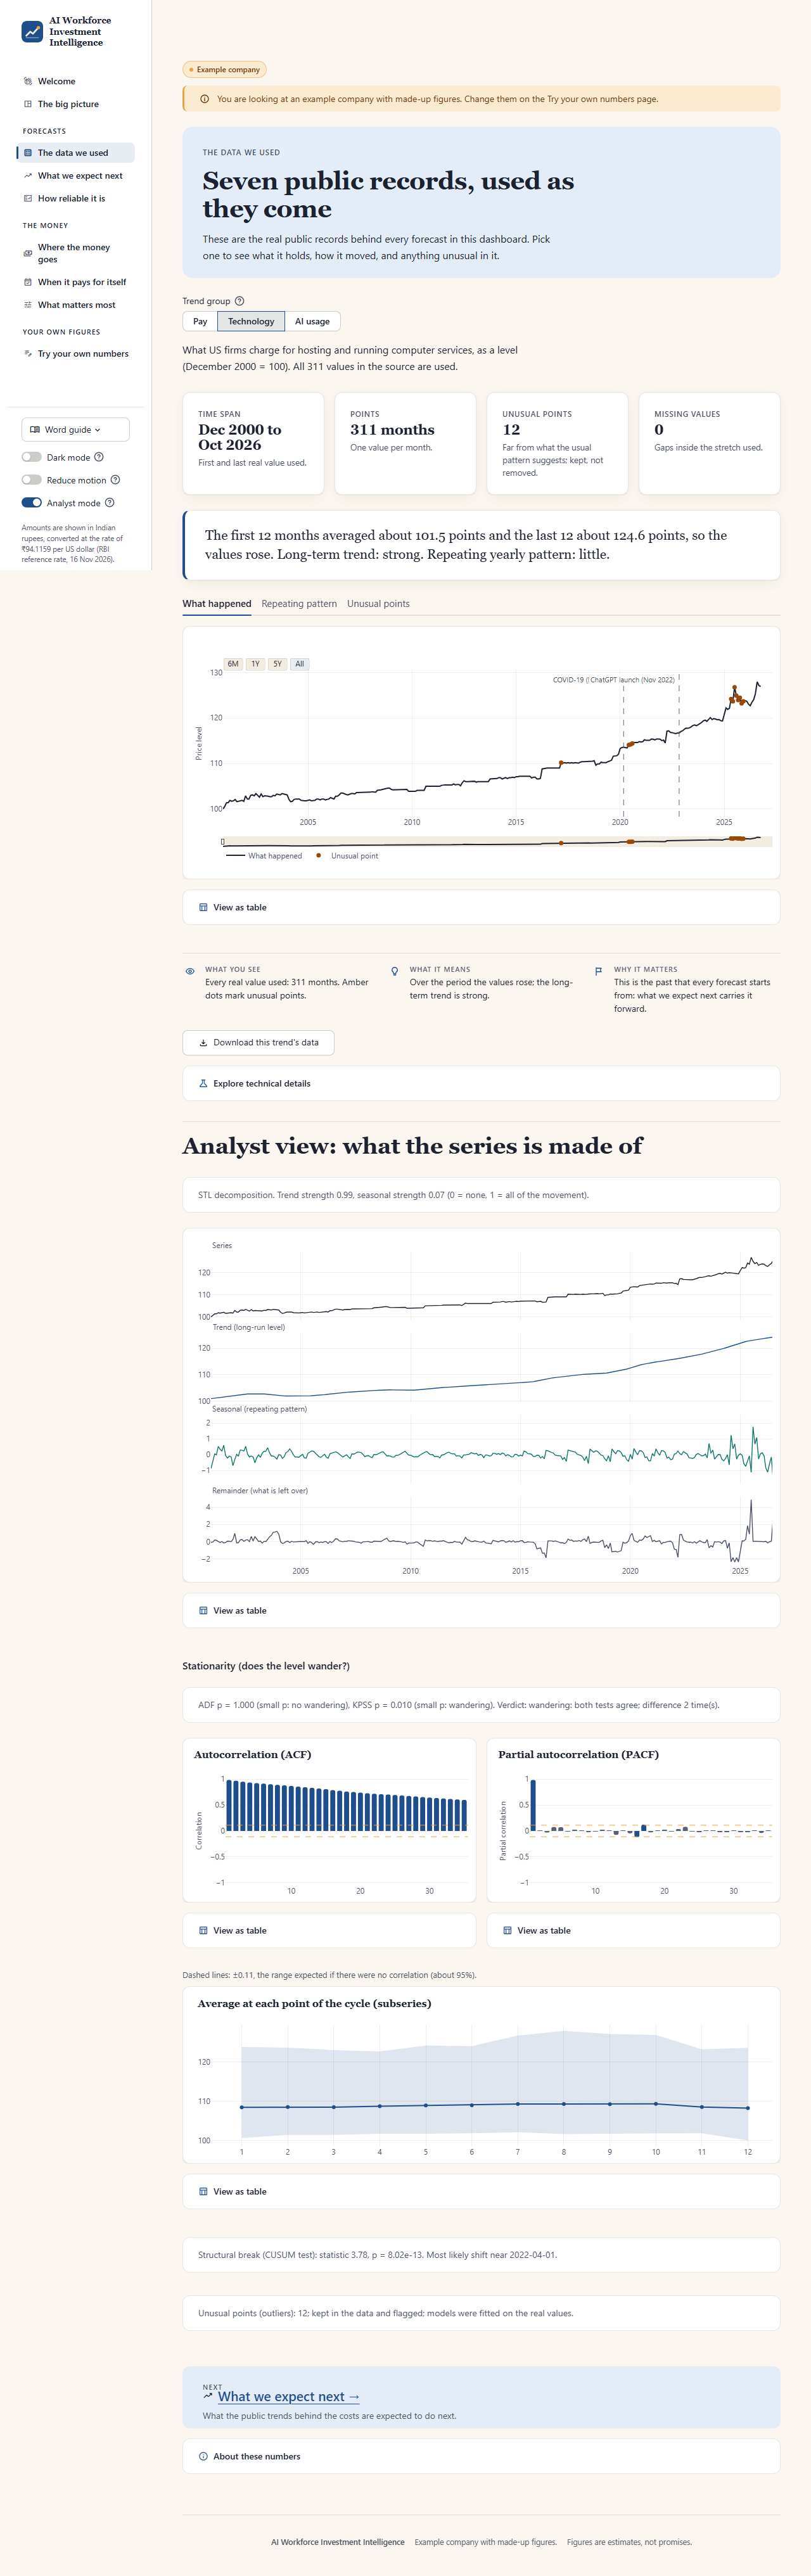 AI Workforce
Investment
Intelligence
Welcome
The big picture
FORECASTS
The data we used
What we expect next
How reliable it is
THE MONEY
Where the money
goes
When it pays for itself
What matters most
YOUR OWN FIGURES
Try your own numbers
Word guide
Dark mode
Reduce motion
Analyst mode
Amounts are shown in Indian
rupees, converted at the rate of
₹94.1159 per US dollar (RBI
reference rate, 16 Nov 2026).
Example company
You are looking at an example company with made-up figures. Change them on the Try your own numbers page.
THE DATA WE USED
Seven public records, used as
they come
These are the real public records behind every forecast in this dashboard. Pick
one to see what it holds, how it moved, and anything unusual in it.
Trend group
Pay
Technology
AI usage
What US firms charge for hosting and running computer services, as a level
(December 2000 = 100). All 311 values in the source are used.
TIME SPAN
Dec 2000 to
Oct 2026
First and last real value used.
POINTS
311 months
One value per month.
UNUSUAL POINTS
12
Far from what the usual
pattern suggests; kept, not
removed.
MISSING VALUES
0
Gaps inside the stretch used.
The first 12 months averaged about 101.5 points and the last 12 about 124.6 points, so the
values rose. Long-term trend: strong. Repeating yearly pattern: little.
What happened
Repeating pattern
Unusual points
6M
1Y
5Y
All
COVID-19
ChatGPT launch (Nov 2022)
130
120
110
100
Price level
2005
2010
2015
2020
2025
What happened
Unusual point
View as table
WHAT YOU SEE
Every real value used: 311 months. Amber
dots mark unusual points.
WHAT IT MEANS
Over the period the values rose; the long-
term trend is strong.
WHY IT MATTERS
This is the past that every forecast starts
from: what we expect next carries it
forward.
Download this trend's data
Explore technical details
Analyst view: what the series is made of
STL decomposition. Trend strength 0.99, seasonal strength 0.07 (0 = none, 1 = all of the movement).
Series
120
110
100
Trend (long-run level)
120
110
100
Seasonal (repeating pattern)
2
1
0
−1
Remainder (what is left over)
4
2
0
−2
2005
2010
2015
2020
2025
View as table
Stationarity (does the level wander?)
ADF p = 1.000 (small p: no wandering), KPSS p = 0.010 (small p: wandering). Verdict: wandering: both tests agree; difference 2 time(s).
Autocorrelation (ACF)
1
0.5
0
−0.5
−1
Correlation
10
20
30
Partial autocorrelation (PACF)
1
0.5
0
−0.5
−1
Partial correlation
10
20
30
View as table
View as table
Dashed lines: ±0.11, the range expected if there were no correlation (about 95%).
Average at each point of the cycle (subseries)
120
110
100
1
2
3
4
5
6
7
8
9
10
11
12
View as table
Structural break (CUSUM test): statistic 3.78, p = 8.02e-13. Most likely shift near 2022-04-01.
Unusual points (outliers): 12; kept in the data and flagged; models were fitted on the real values.
NEXT
What we expect next →
What the public trends behind the costs are expected to do next.
About these numbers
AI Workforce Investment Intelligence
Example company with made-up figures.
Figures are estimates, not promises.